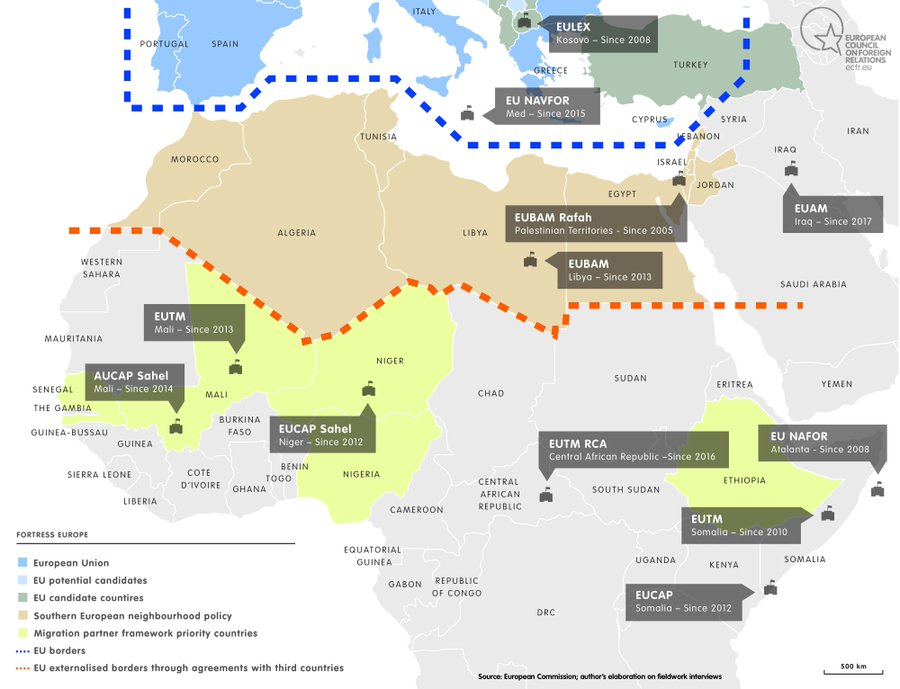 ITALY
EULEX
Kosovo – Since 2008
EUROPEAN
COUNCIL
ON FOREIGN
RELATIONS
ecfr.eu
PORTUGAL
SPAIN
GREECE
TURKEY
EU NAVFOR
Med – Since 2015
CYPRUS
SYRIA
LEBANON
IRAN
IRAQ
TUNISIA
MOROCCO
ISRAEL
JORDAN
EGYPT
EUAM
Iraq – Since 2017
EUBAM Rafah
Palestinian Territories - Since 2005
ALGERIA
LIBYA
EUBAM
Libya – Since 2013
WESTERN
SAHARA
SAUDI ARABIA
EUTM
Mali – Since 2013
MAURITANIA
NIGER
AUCAP Sahel
Mali – Since 2014
SENEGAL
MALI
CHAD
SUDAN
ERITREA
YEMEN
THE GAMBIA
BURKINA
FASO
GUINEA-BUSSAU
GUINEA
EUCAP Sahel
Niger – Since 2012
EUTM RCA
Central African Republic –Since 2016
EU NAFOR
Atalanta - Since 2008
SIERRA LEONE
COTE
D'IVOIRE
BENIN
TOGO
GHANA
NIGERIA
LIBERIA
CENTRAL
AFRICAN
REPUBLIC
SOUTH SUDAN
ETHIOPIA
CAMEROON
EUTM
Somalia – Since 2010
EQUATORIAL
GUINEA
UGANDA
KENYA
SOMALIA
GABON
REPUBLIC
OF CONGO
EUCAP
Somalia – Since 2012
DRC
FORTRESS EUROPE
European Union
EU potential candidates
EU candidate countries
Southern European neighbourhood policy
Migration partner framework priority countries
EU borders
EU externalised borders through agreements with third countries
Source: European Commission; author's elaboration on fieldwork interviews
500 km